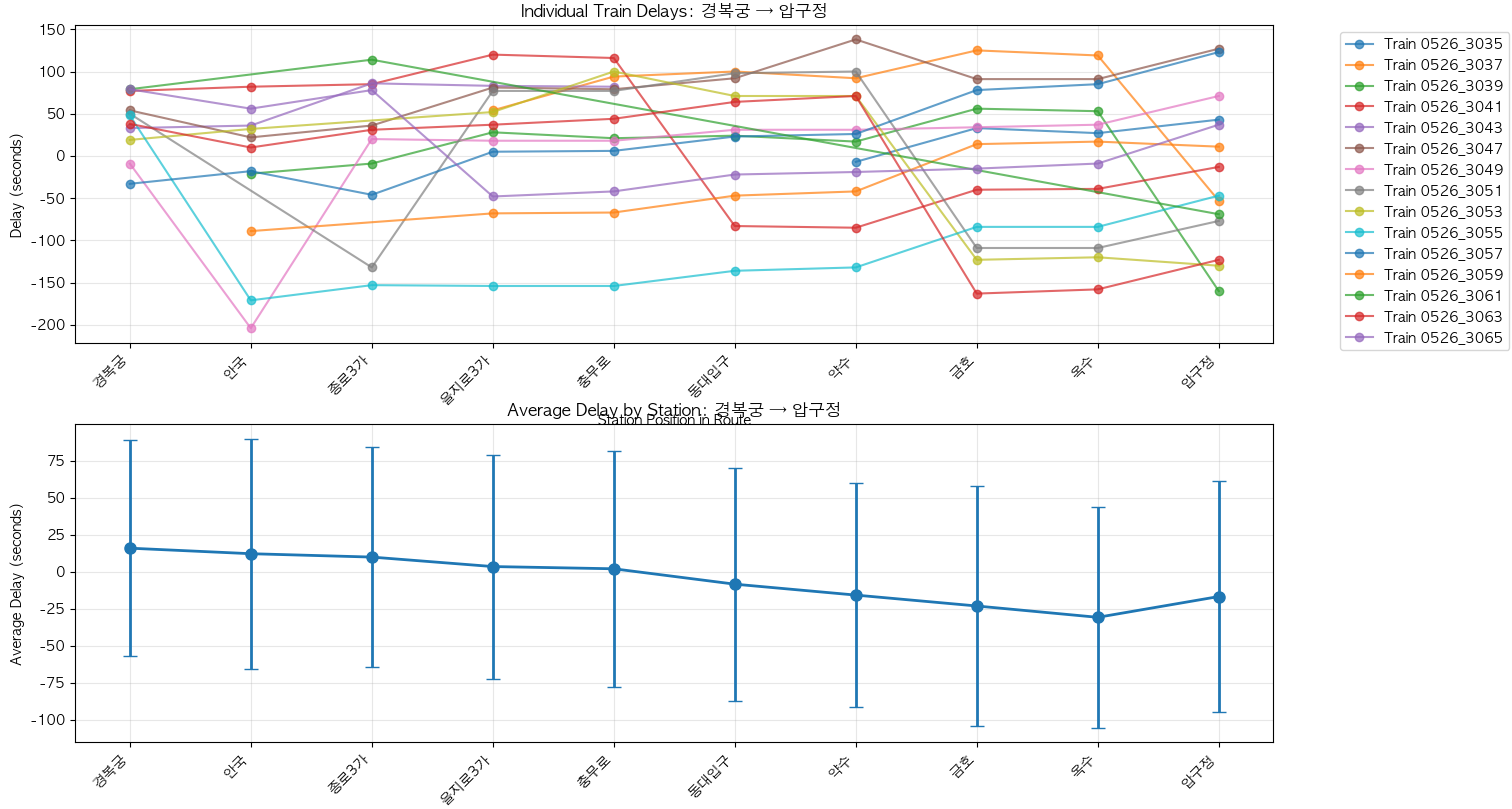 Individual Train Delays: 경복궁 → 압구정
Delay (seconds)
150
100
50
0
-50
-100
-150
-200
경복궁
안국
종로3가
을지로3가
충무로
동대입구
약수
금호
옥수
압구정
Station Position in Route
Train 0526_3035
Train 0526_3037
Train 0526_3039
Train 0526_3041
Train 0526_3043
Train 0526_3047
Train 0526_3049
Train 0526_3051
Train 0526_3053
Train 0526_3055
Train 0526_3057
Train 0526_3059
Train 0526_3061
Train 0526_3063
Train 0526_3065
Average Delay by Station: 경복궁 → 압구정
Average Delay (seconds)
75
50
25
0
-25
-50
-75
-100
경복궁
안국
종로3가
을지로3가
충무로
동대입구
약수
금호
옥수
압구정